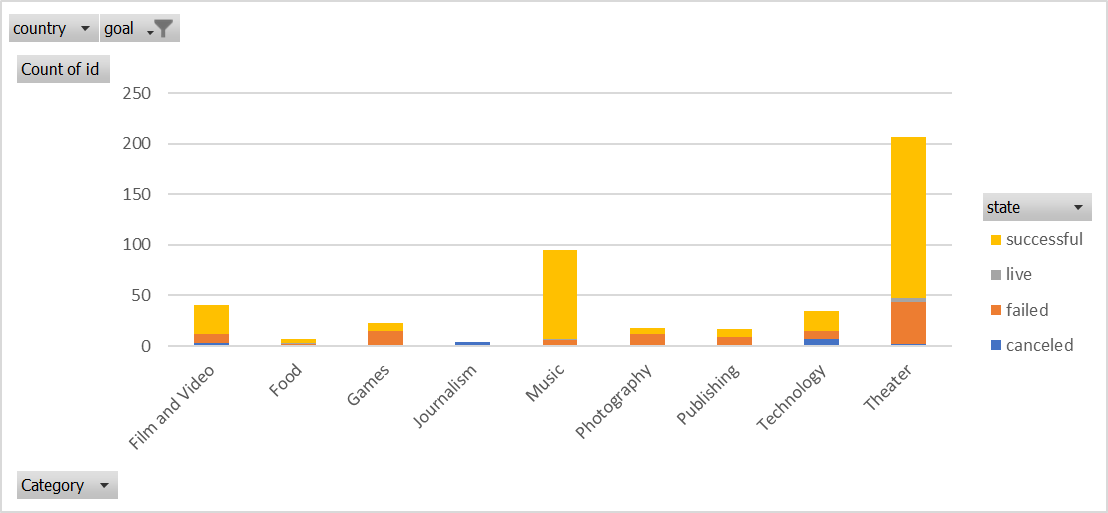 country goal
Count of id
250
200
150
100
50
0
Film and Video
Food
Games
Journalism
Music
Photography
Publishing
Technology
Theater
state
successful
live
failed
canceled
Category